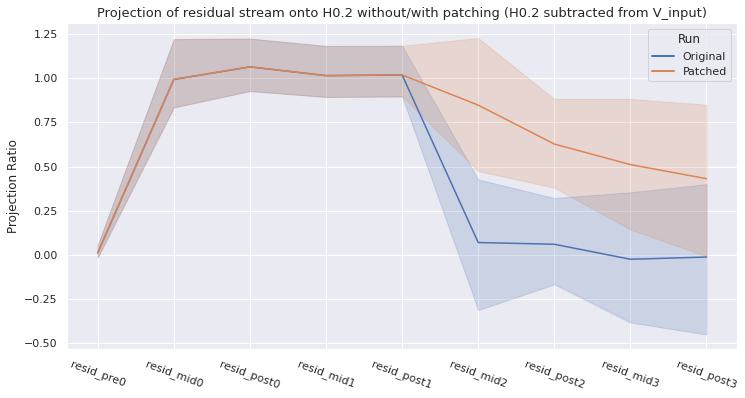 Projection of residual stream onto H0.2 without/with patching (H0.2 subtracted from V_input)
Run
Original
Patched
Projection Ratio
1.25
1.00
0.75
0.50
0.25
0.00
−0.25
−0.50
resid_pre0
resid_mid0
resid_post0
resid_mid1
resid_post1
resid_mid2
resid_post2
resid_mid3
resid_post3